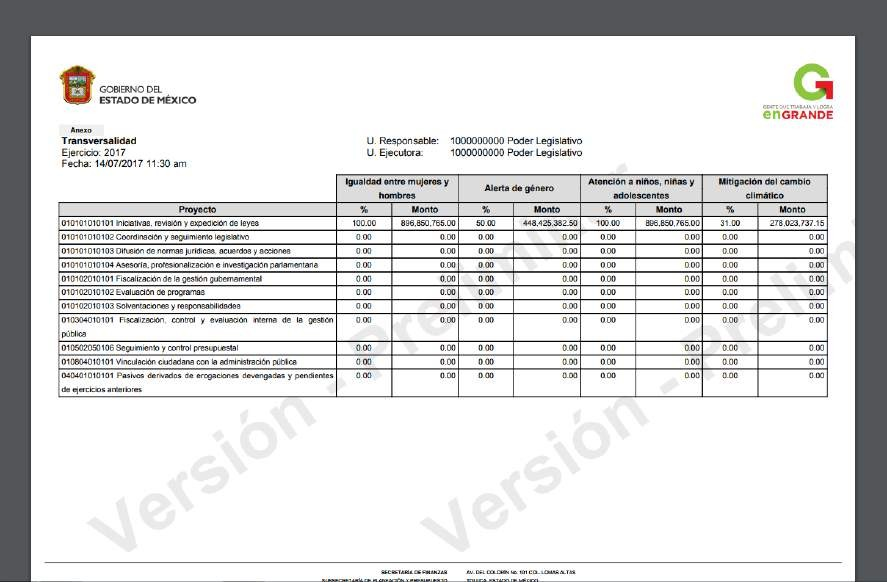 GOBIERNO DEL
ESTADO DE MÉXICO
GENTE QUE TRABAJA Y LOGRA
enGRANDE
Anexo
Transversalidad
Ejercicio: 2017
Fecha: 14/07/2017 11:30 am
U. Responsable: 1000000000 Poder Legislativo
U. Ejecutora: 1000000000 Poder Legislativo
Igualdad entre mujeres y hombres Alerta de género Atención a niños, niñas y adolescentes Mitigación del cambio climático
Proyecto % Monto % Monto % Monto % Monto
010101010101 Iniciativas, revisión y expedición de leyes 100.00 896,850,765.00 50.00 448,425,382.50 100.00 896,850,765.00 31.00 278,023,737.15
010101010102 Coordinación y seguimiento legislativo 0.00 0.00 0.00 0.00 0.00 0.00 0.00 0.00
010101010103 Difusión de normas jurídicas, acuerdos y acciones 0.00 0.00 0.00 0.00 0.00 0.00 0.00 0.00
010101010104 Asesoría, profesionalización e investigación parlamentaria 0.00 0.00 0.00 0.00 0.00 0.00 0.00 0.00
010102010101 Fiscalización de la gestión gubernamental 0.00 0.00 0.00 0.00 0.00 0.00 0.00 0.00
010102010102 Evaluación de programas 0.00 0.00 0.00 0.00 0.00 0.00 0.00 0.00
010102010103 Solventaciones y responsabilidades 0.00 0.00 0.00 0.00 0.00 0.00 0.00 0.00
010304010101 Fiscalización, control y evaluación interna de la gestión 0.00 0.00 0.00 0.00 0.00 0.00 0.00 0.00
pública
010502050106 Seguimiento y control presupuestal 0.00 0.00 0.00 0.00 0.00 0.00 0.00 0.00
010804010101 Vinculación ciudadana con la administración pública 0.00 0.00 0.00 0.00 0.00 0.00 0.00 0.00
040401010101 Pasivos derivados de erogaciones devengadas y pendientes 0.00 0.00 0.00 0.00 0.00 0.00 0.00 0.00
de ejercicios anteriores
Versión - Preliminar
Versión - Prelim
SECRETARÍA DE FINANZAS AV. DEL COLORÍN No. 101 COL. LOMAS ALTAS,
SUBSECRETARÍA DE PLANEACIÓN Y PRESUPUESTO TOLUCA, ESTADO DE MÉXICO